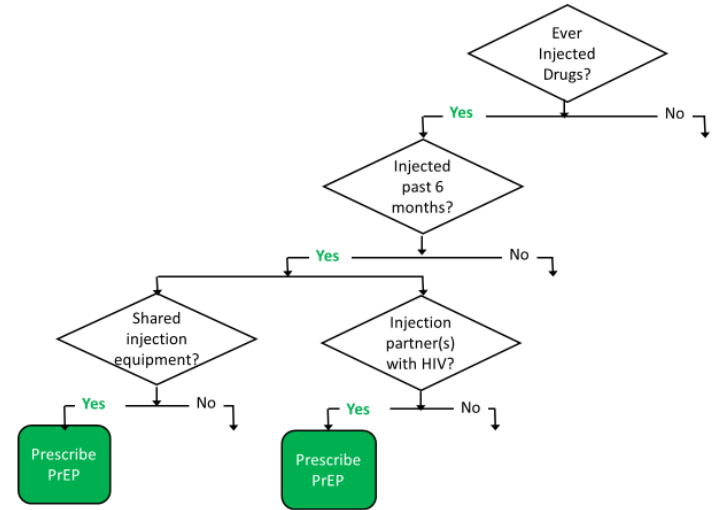 Ever
Injected
Drugs?
Yes
No
Injected
past 6
months?
Yes
No
Shared
injection
equipment?
Injection
partner(s)
with HIV?
Yes
No
Yes
No
Prescribe
PrEP
Prescribe
PrEP